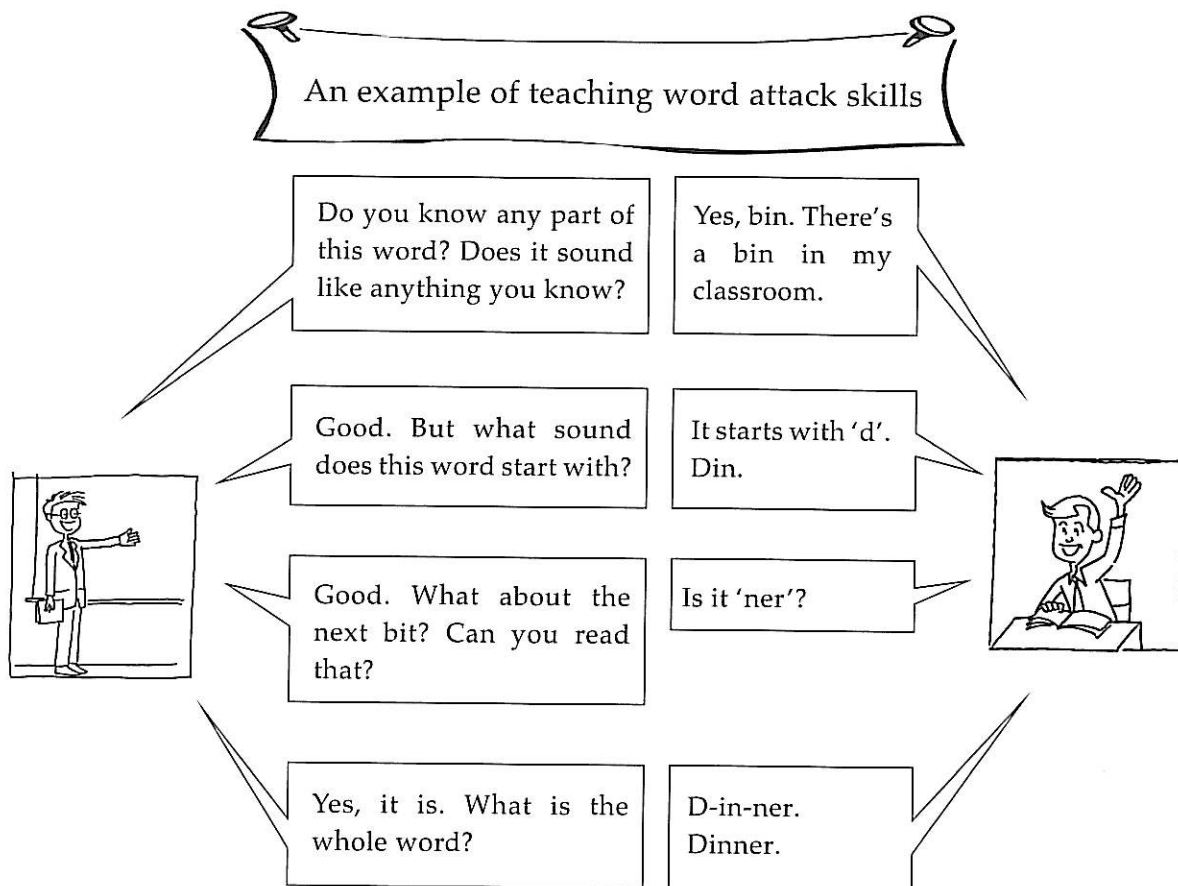 An example of teaching word attack skills
Do you know any part of
this word? Does it sound
like anything you know?
Yes, bin. There's
a bin in my
classroom.
Good. But what sound
does this word start with?
It starts with 'd'.
Din.
Good. What about the
next bit? Can you read
that?
Is it 'ner'?
Yes, it is. What is the
whole word?
D-in-ner.
Dinner.